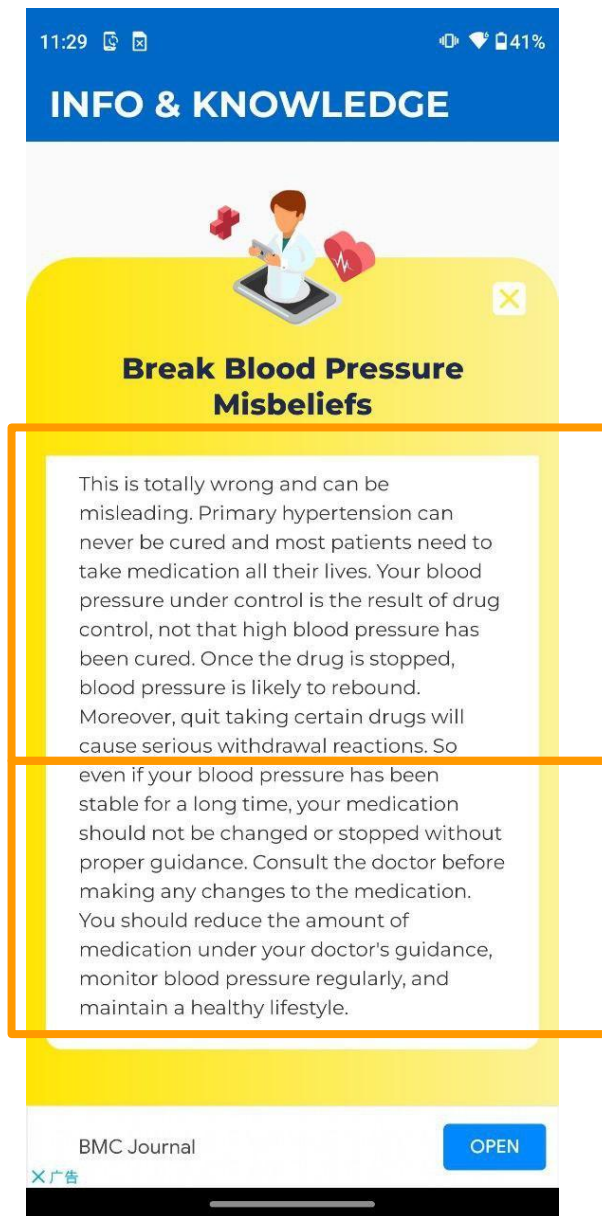 11:29
41%
INFO & KNOWLEDGE
Break Blood Pressure
Misbeliefs
This is totally wrong and can be
misleading. Primary hypertension can
never be cured and most patients need to
take medication all their lives. Your blood
pressure under control is the result of drug
control, not that high blood pressure has
been cured. Once the drug is stopped,
blood pressure is likely to rebound.
Moreover, quit taking certain drugs will
cause serious withdrawal reactions. So
even if your blood pressure has been
stable for a long time, your medication
should not be changed or stopped without
proper guidance. Consult the doctor before
making any changes to the medication.
You should reduce the amount of
medication under your doctor's guidance,
monitor blood pressure regularly, and
maintain a healthy lifestyle.
BMC Journal
OPEN
广告